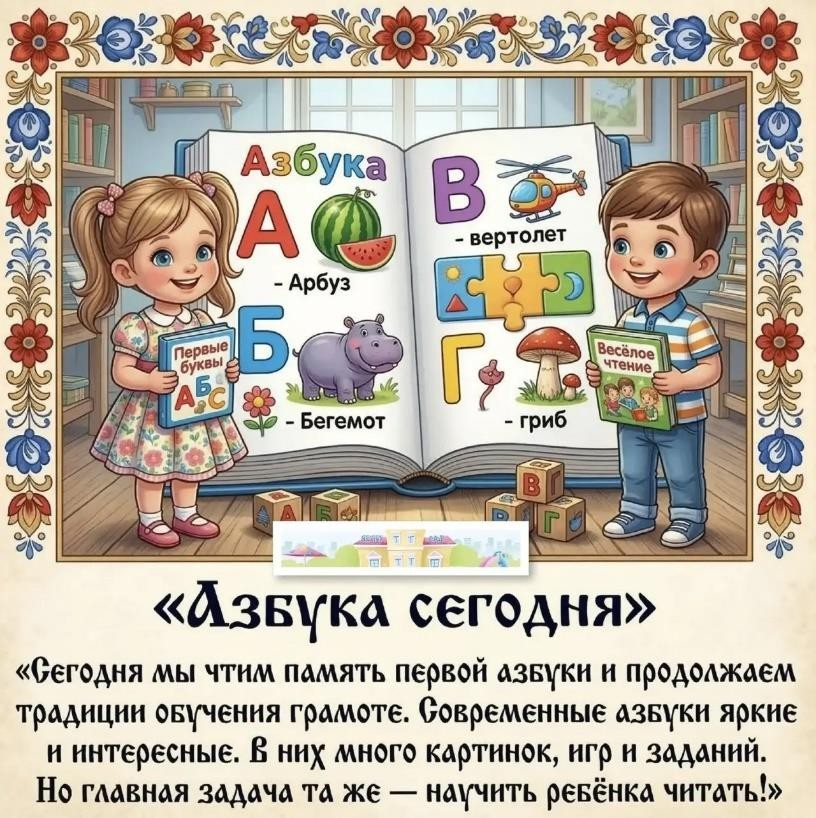 Азбука
А
- Арбуз
Б
- Бегемот
В
- вертолет
Г
- гриб
Первые
буквы
АБС
Весёлое
чтение
А
Б
В
Г
«Азбука сегодня»
«Сегодня мы чтим память первой азбуки и продолжаем
традиции обучения грамоте. Современные азбуки яркие
и интересные. В них много картинок, игр и заданий.
Но главная задача та же — научить ребёнка читать!»